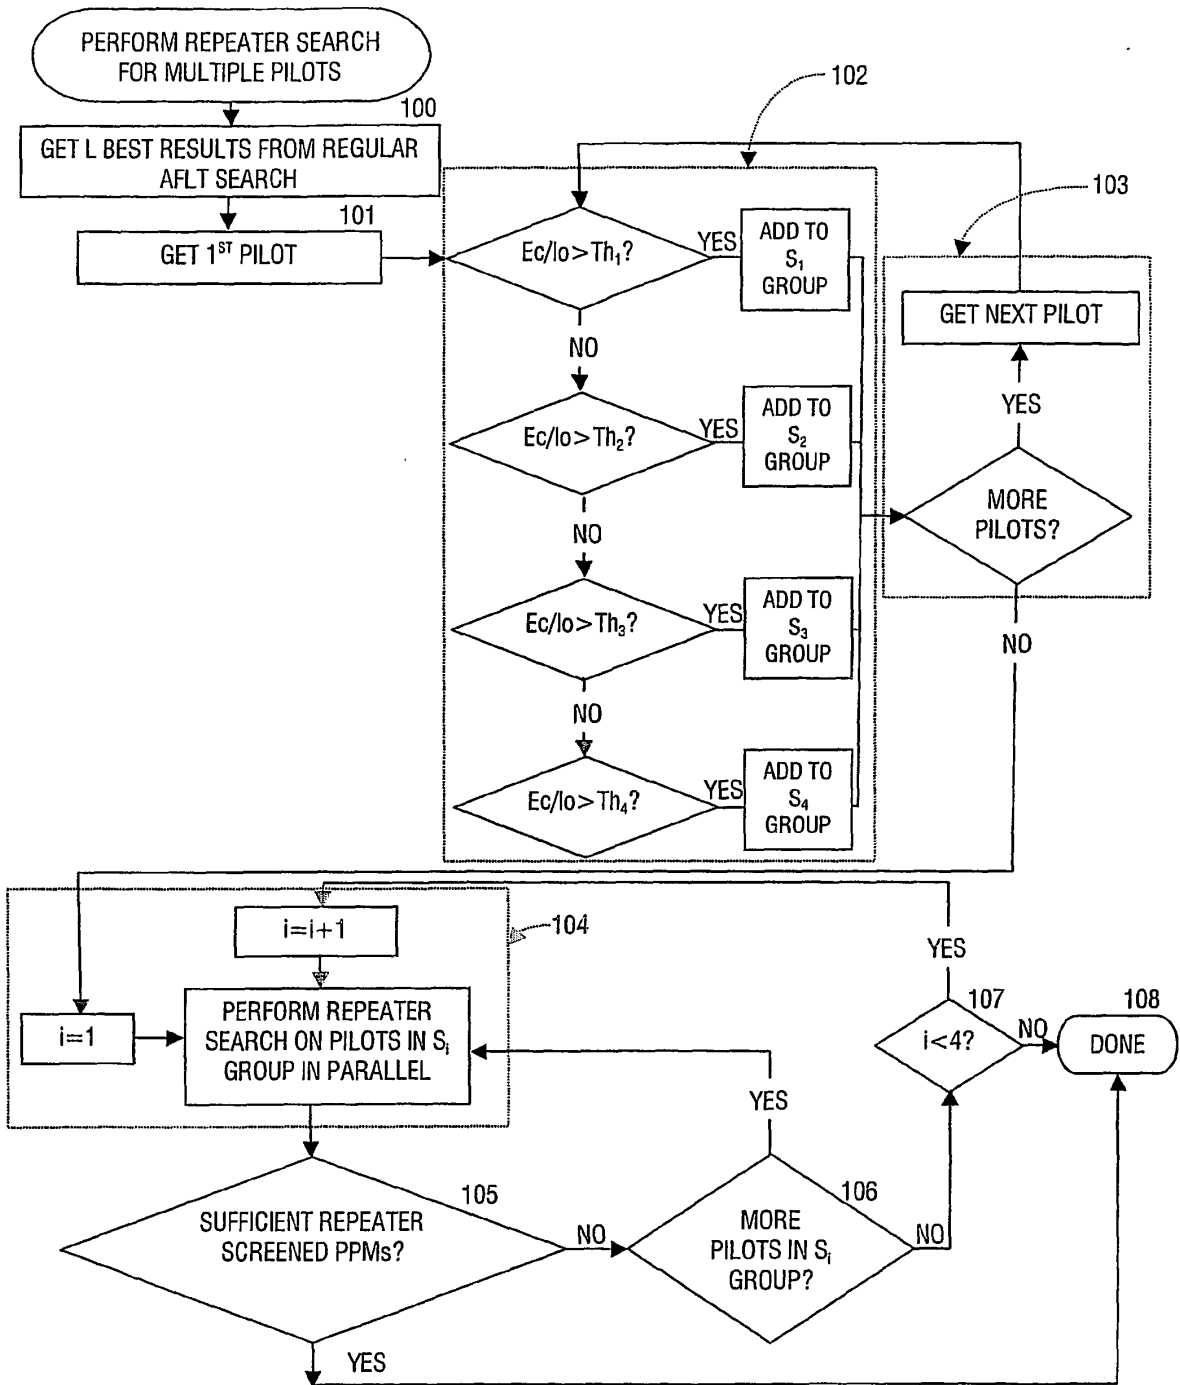 PERFORM REPEATER SEARCH
FOR MULTIPLE PILOTS
100
GET L BEST RESULTS FROM REGULAR
AFLT SEARCH
101
GET 1ST PILOT
102
103
Ec/Io>Th1?
YES
ADD TO
S1
GROUP
NO
Ec/Io>Th2?
YES
ADD TO
S2
GROUP
NO
Ec/Io>Th3?
YES
ADD TO
S3
GROUP
NO
Ec/Io>Th4?
YES
ADD TO
S4
GROUP
GET NEXT PILOT
YES
MORE
PILOTS?
NO
104
i=i+1
i=1
PERFORM REPEATER
SEARCH ON PILOTS IN Si
GROUP IN PARALLEL
YES
107
i<4?
NO
108
DONE
YES
105
SUFFICIENT REPEATER
SCREENED PPMs?
NO
106
MORE
PILOTS IN Si
GROUP?
NO
YES